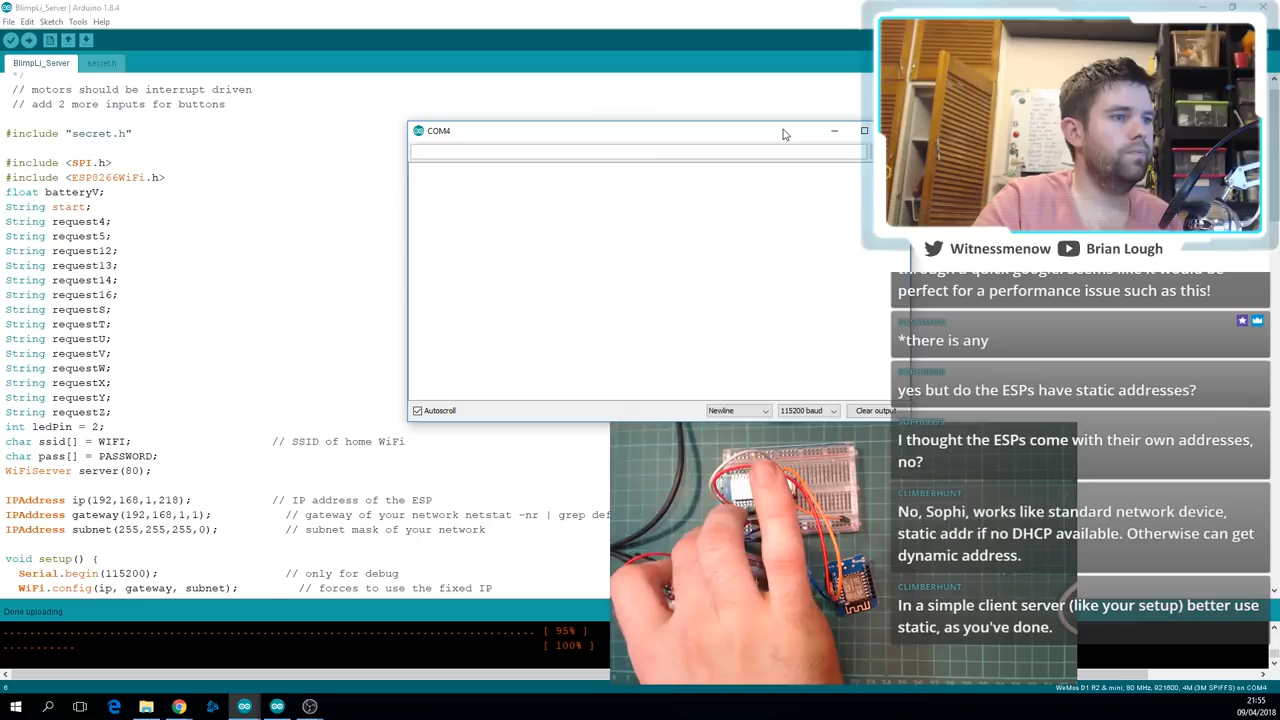 BlimpLi_Server | Arduino 1.8.4
File Edit Sketch Tools Help
BlimpLi_Server secret.h
*/
// motors should be interrupt driven
// add 2 more inputs for buttons
#include "secret.h"
#include <SPI.h>
#include <ESP8266WiFi.h>
float batteryV;
String start;
String request4;
String request5;
String request12;
String request13;
String request14;
String request16;
String requestS;
String requestT;
String requestU;
String requestV;
String requestW;
String requestX;
String requestY;
String requestZ;
int ledPin = 2;
char ssid[] = WIFI; // SSID of home WiFi
char pass[] = PASSWORD;
WiFiServer server(80);
IPAddress ip(192,168,1,218); // IP address of the ESP
IPAddress gateway(192,168,1,1); // gateway of your network netstat -nr | grep def
IPAddress subnet(255,255,255,0); // subnet mask of your network
void setup() {
Serial.begin(115200); // only for debug
WiFi.config(ip, gateway, subnet); // forces to use the fixed IP
Done uploading.
................................................................................ [ 95% ]
........... [ 100% ]
6
WeMos D1 R2 & mini, 80 MHz, 921600, 4M (3M SPIFFS) on COM4
21:55
09/04/2018
COM4
Autoscroll
Newline
115200 baud
Clear output
Witnessmenow Brian Lough
through a quick google. Seems like it would be
perfect for a performance issue such as this!
*there is any
yes but do the ESPs have static addresses?
I thought the ESPs come with their own addresses,
no?
CLIMBERHUNT
No, Sophi, works like standard network device,
static addr if no DHCP available. Otherwise can get
dynamic address.
CLIMBERHUNT
In a simple client server (like your setup) better use
static, as you've done.